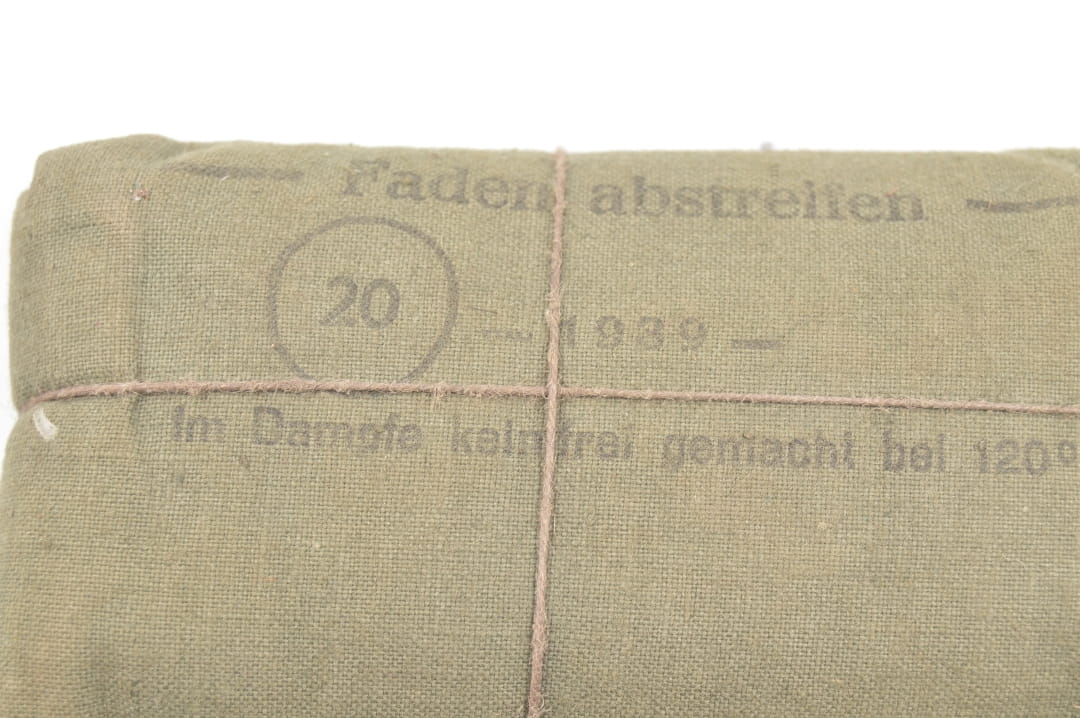 — Faden abstreifen —
20
— 1939 —
Im Dampfe keimfrei gemacht bei 120°